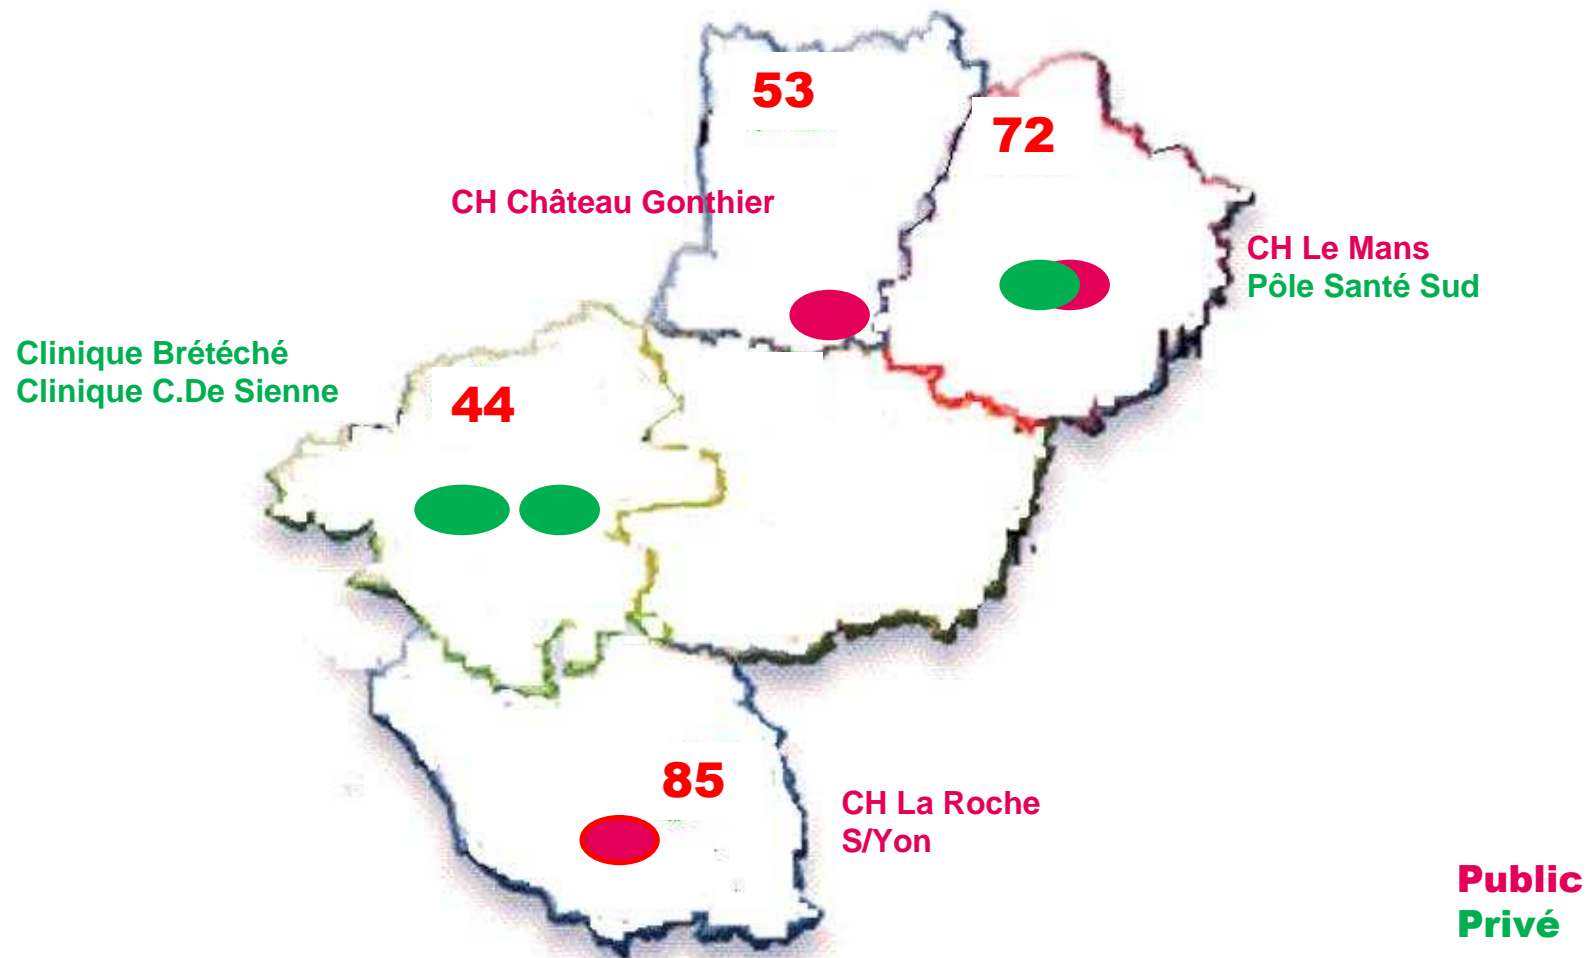 53
72
CH Château Gonthier
CH Le Mans
Pôle Santé Sud
Clinique Brétéché
Clinique C.De Sienne
44
85
CH La Roche
S/Yon
Public
Privé